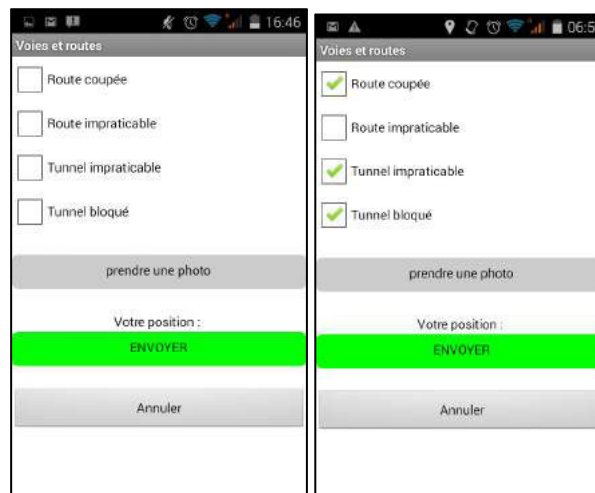 16:46
Voies et routes
Route coupée
Route impraticable
Tunnel impraticable
Tunnel bloqué
prendre une photo
Votre position :
ENVOYER
Annuler
Voies et routes
Route coupée
Route impraticable
Tunnel impraticable
Tunnel bloqué
prendre une photo
Votre position :
ENVOYER
Annuler